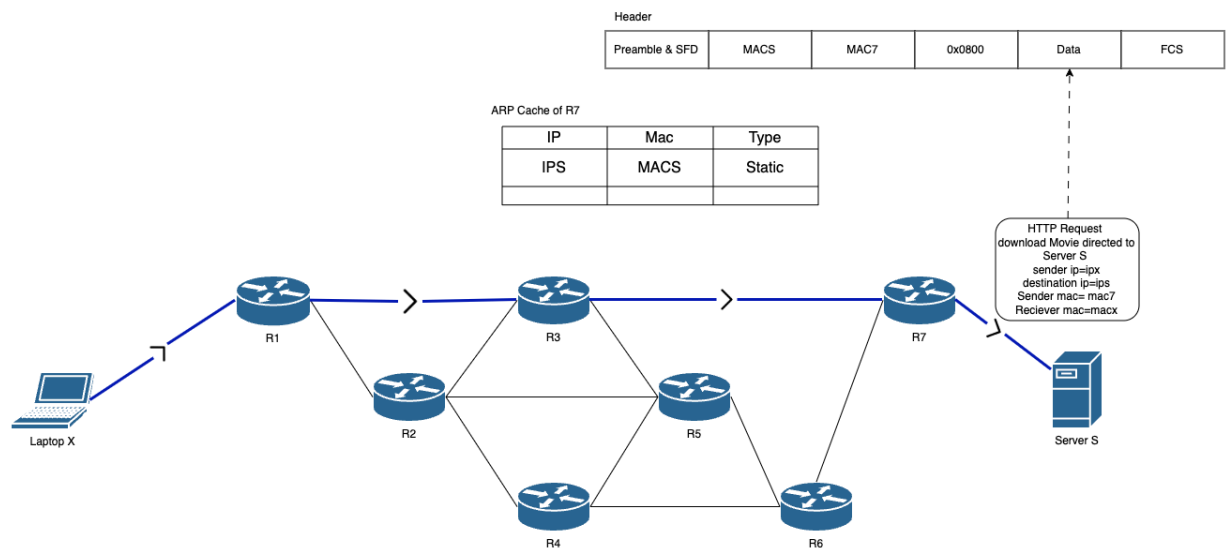 Header
Preamble & SFD MACS MAC7 0x0800 Data FCS
ARP Cache of R7
IP Mac Type
IPS MACS Static
HTTP Request
download Movie directed to
Server S
sender ip=ipx
destination ip=ips
Sender mac= mac7
Reciever mac=macx
R1
R3
R7
R2
R5
Laptop X
Server S
R4
R6